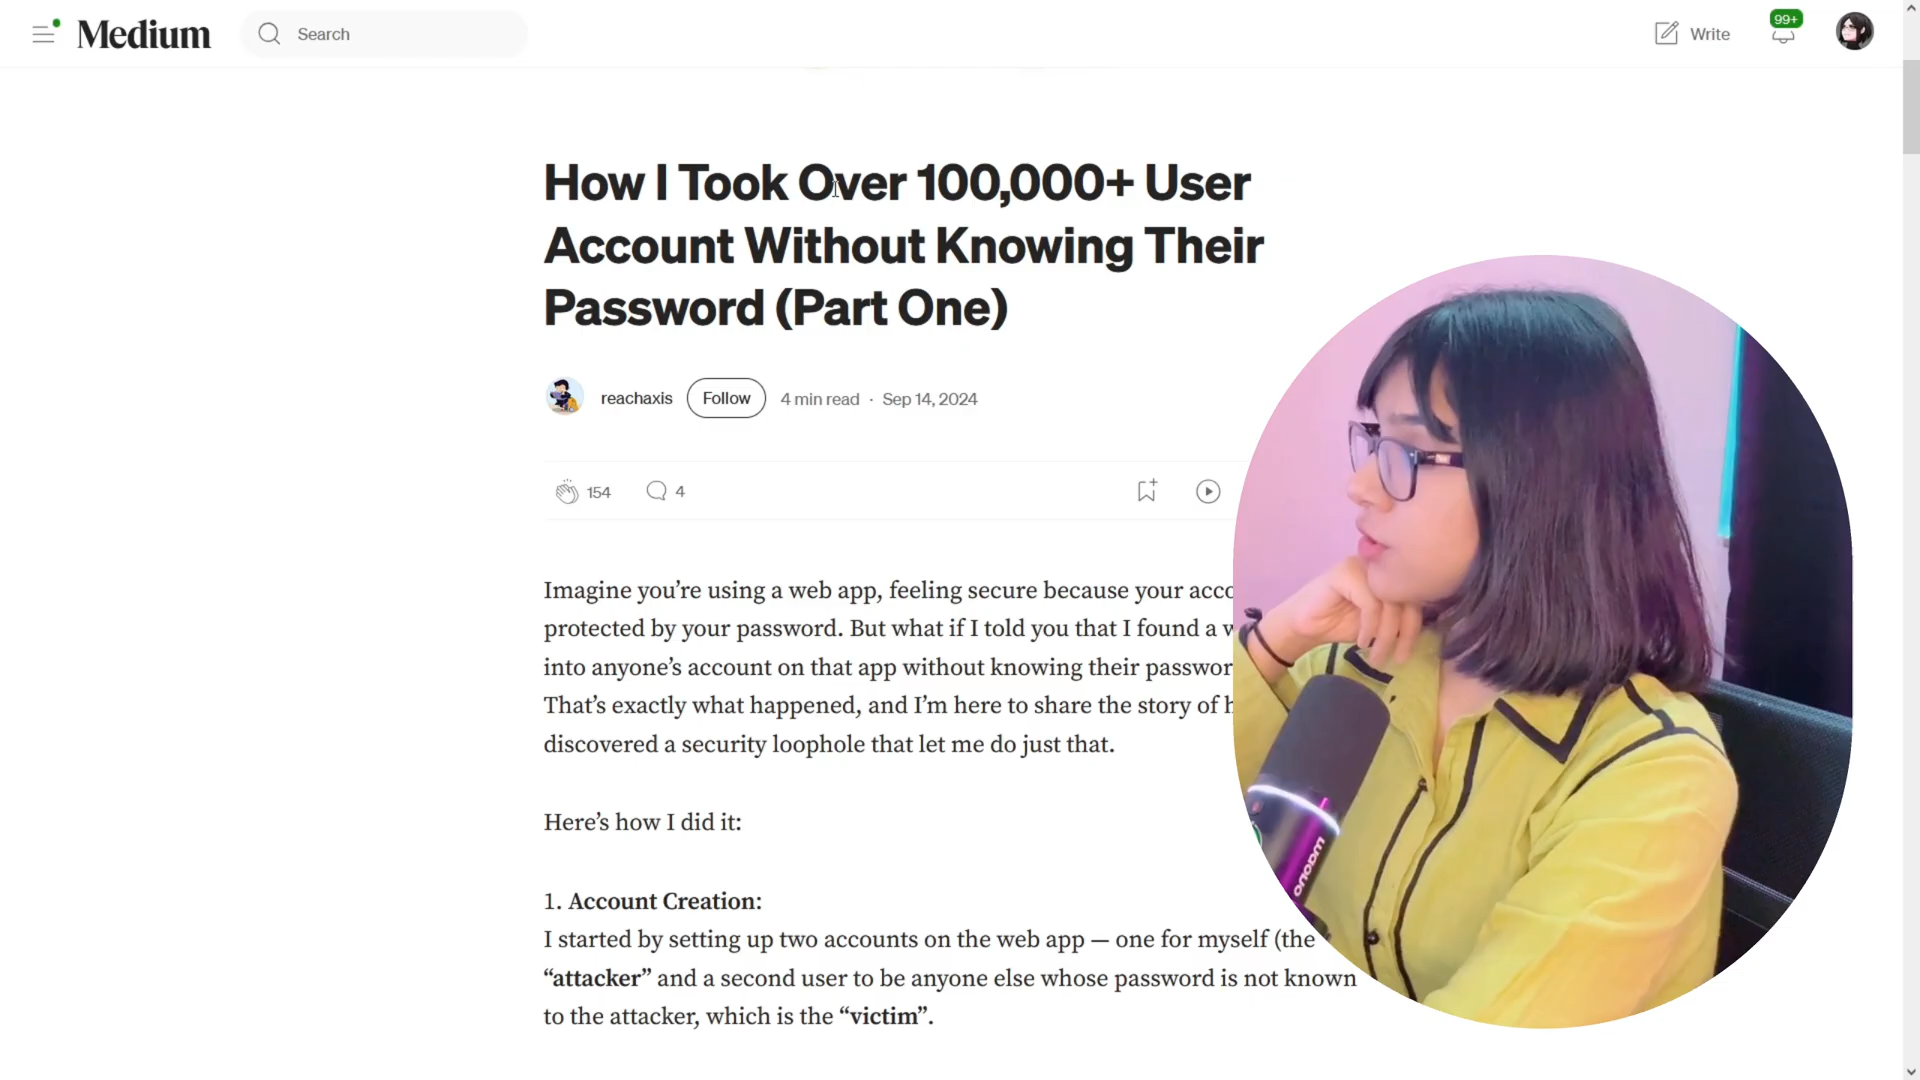 Medium
Search
Write
99+
How I Took Over 100,000+ User
Account Without Knowing Their
Password (Part One)
reachaxis
Follow
4 min read · Sep 14, 2024
154
4
Imagine you’re using a web app, feeling secure because your acco
protected by your password. But what if I told you that I found a w
into anyone’s account on that app without knowing their passwor
That’s exactly what happened, and I’m here to share the story of h
discovered a security loophole that let me do just that.
Here’s how I did it:
1. Account Creation:
I started by setting up two accounts on the web app — one for myself (the
“attacker” and a second user to be anyone else whose password is not known
to the attacker, which is the “victim”.
maono